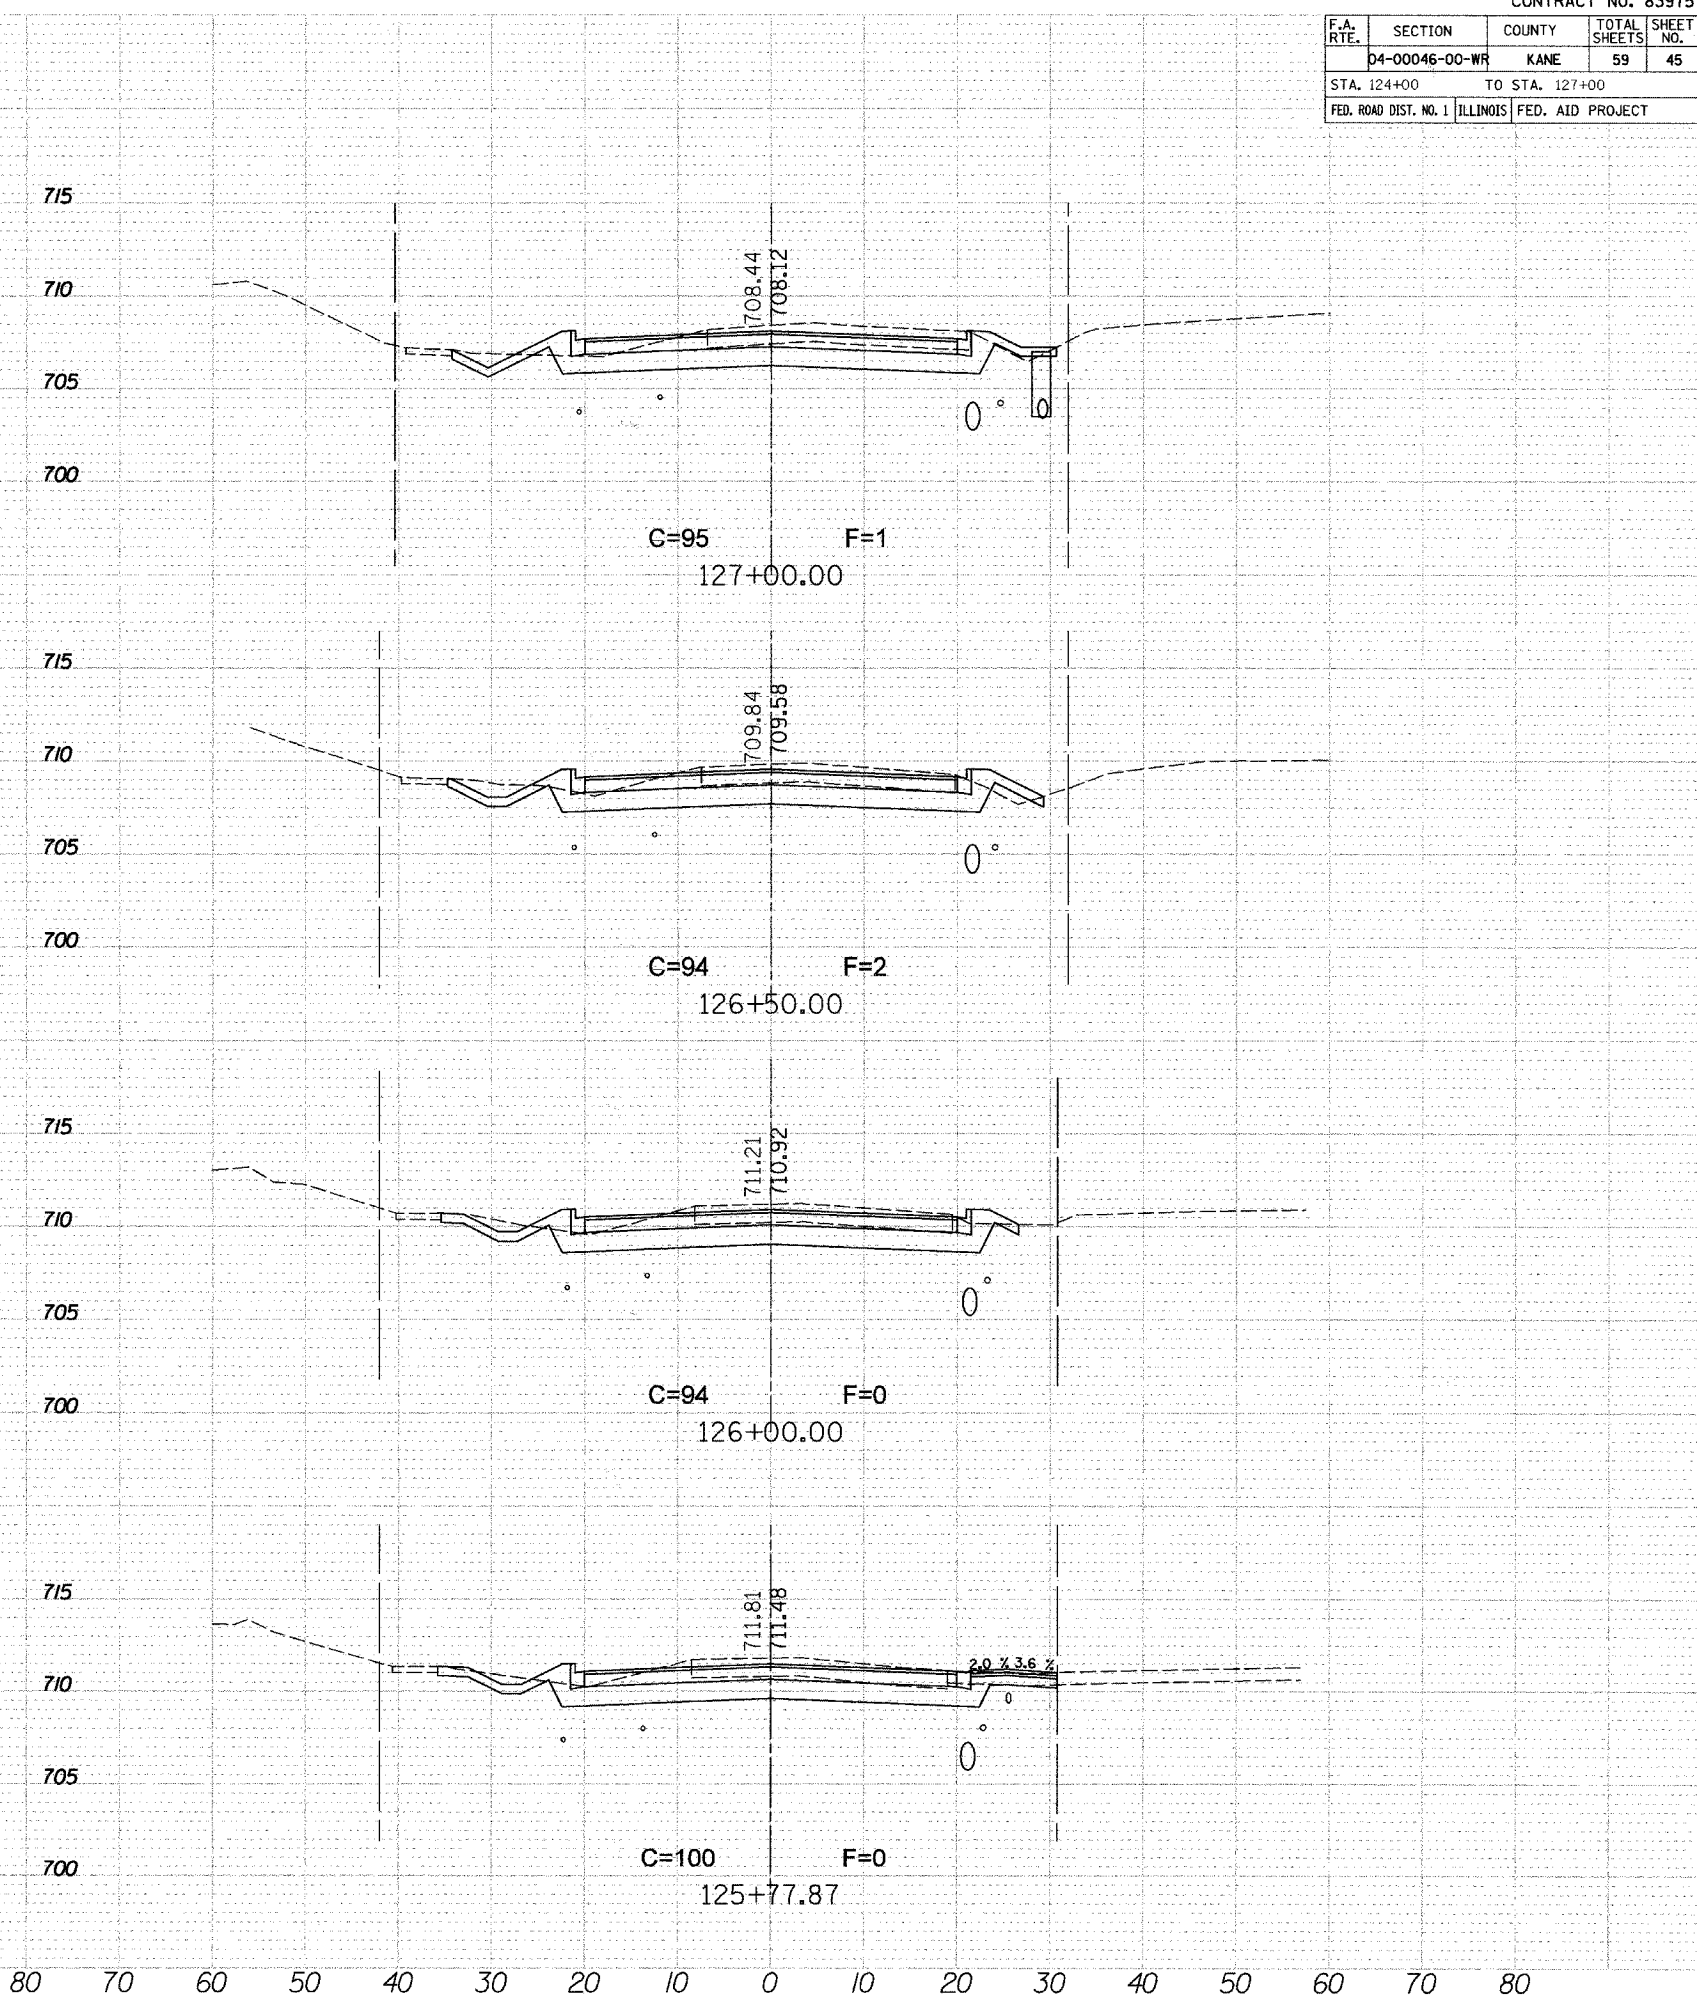 CONTRACT NO. 83975
F.A. RTE. SECTION COUNTY TOTAL SHEETS SHEET NO.
04-00046-00-WR KANE 59 45
STA. 124+00 TO STA. 127+00
FED. ROAD DIST. NO. 1 ILLINOIS FED. AID PROJECT
715
710
705
700
708.44
708.12
C=95 F=1
127+00.00
715
710
705
700
709.84
709.58
C=94 F=2
126+50.00
715
710
705
700
711.21
710.92
C=94 F=0
126+00.00
715
710
705
700
711.81
711.48
2.0 % 3.6 %
C=100 F=0
125+77.87
80 70 60 50 40 30 20 10 0 10 20 30 40 50 60 70 80